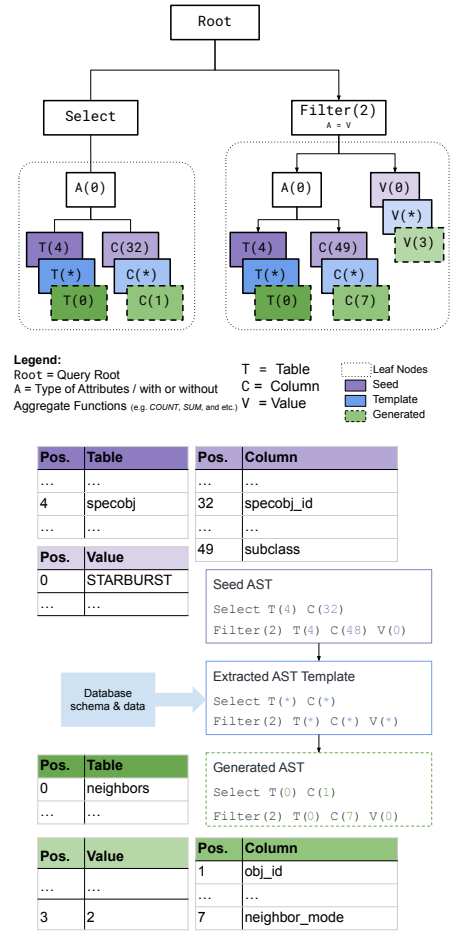 Root
Select
Filter(2)
A = V
A(0)
A(0)
V(0)
V(*)
V(3)
T(4)
C(32)
T(4)
C(49)
T(*)
C(*)
T(*)
C(*)
T(0)
C(1)
T(0)
C(7)
Legend:
Root = Query Root
A = Type of Attributes / with or without
Aggregate Functions (e.g. COUNT, SUM, and etc.)
T = Table
C = Column
V = Value
Leaf Nodes
Seed
Template
Generated
Pos. Table
... ...
4 specobj
... ...
Pos. Column
... ...
32 specobj_id
... ...
49 subclass
Pos. Value
0 STARBURST
... ...
Seed AST
Select T(4) C(32)
Filter(2) T(4) C(48) V(0)
Database
schema & data
Extracted AST Template
Select T(*) C(*)
Filter(2) T(*) C(*) V(*)
Generated AST
Select T(0) C(1)
Filter(2) T(0) C(7) V(0)
Pos. Table
0 neighbors
... ...
Pos. Value
... ...
3 2
Pos. Column
1 obj_id
... ...
7 neighbor_mode